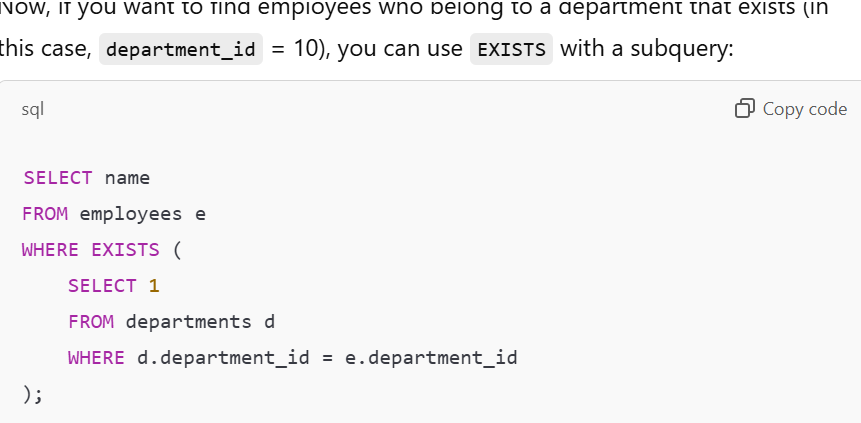 Now, if you want to find employees who belong to a department that exists (in
this case, department_id = 10), you can use EXISTS with a subquery:
sql
Copy code
SELECT name
FROM employees e
WHERE EXISTS (
    SELECT 1
    FROM departments d
    WHERE d.department_id = e.department_id
);